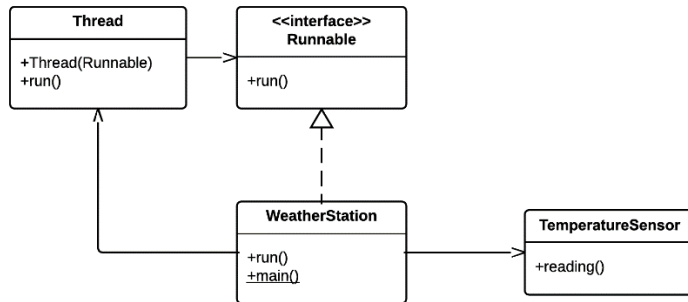 Thread
+Thread(Runnable)
+run()
<<interface>>
Runnable
+run()
WeatherStation
+run()
+main()
TemperatureSensor
+reading()